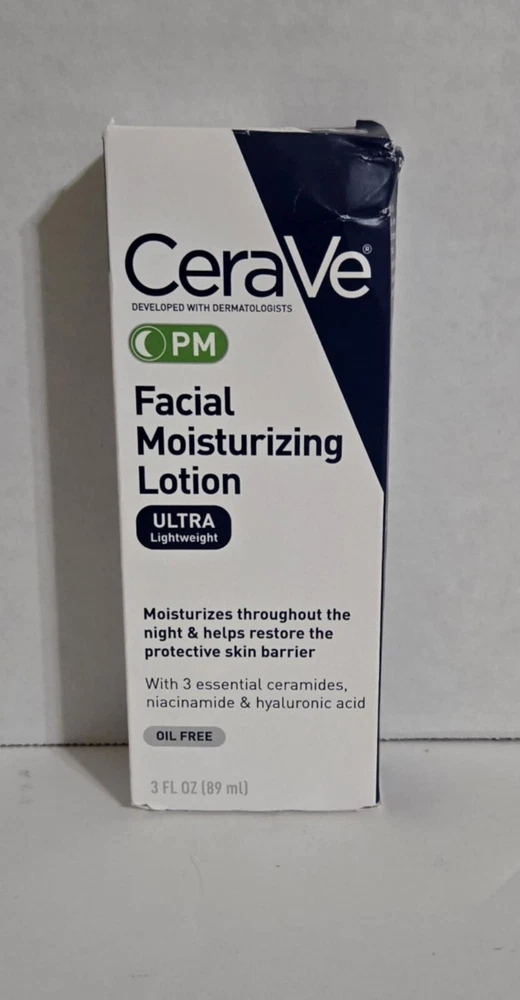 CeraVe®
DEVELOPED WITH DERMATOLOGISTS
PM
Facial
Moisturizing
Lotion
ULTRA
Lightweight
Moisturizes throughout the
night & helps restore the
protective skin barrier
With 3 essential ceramides,
niacinamide & hyaluronic acid
OIL FREE
3 FL OZ (89 ml)